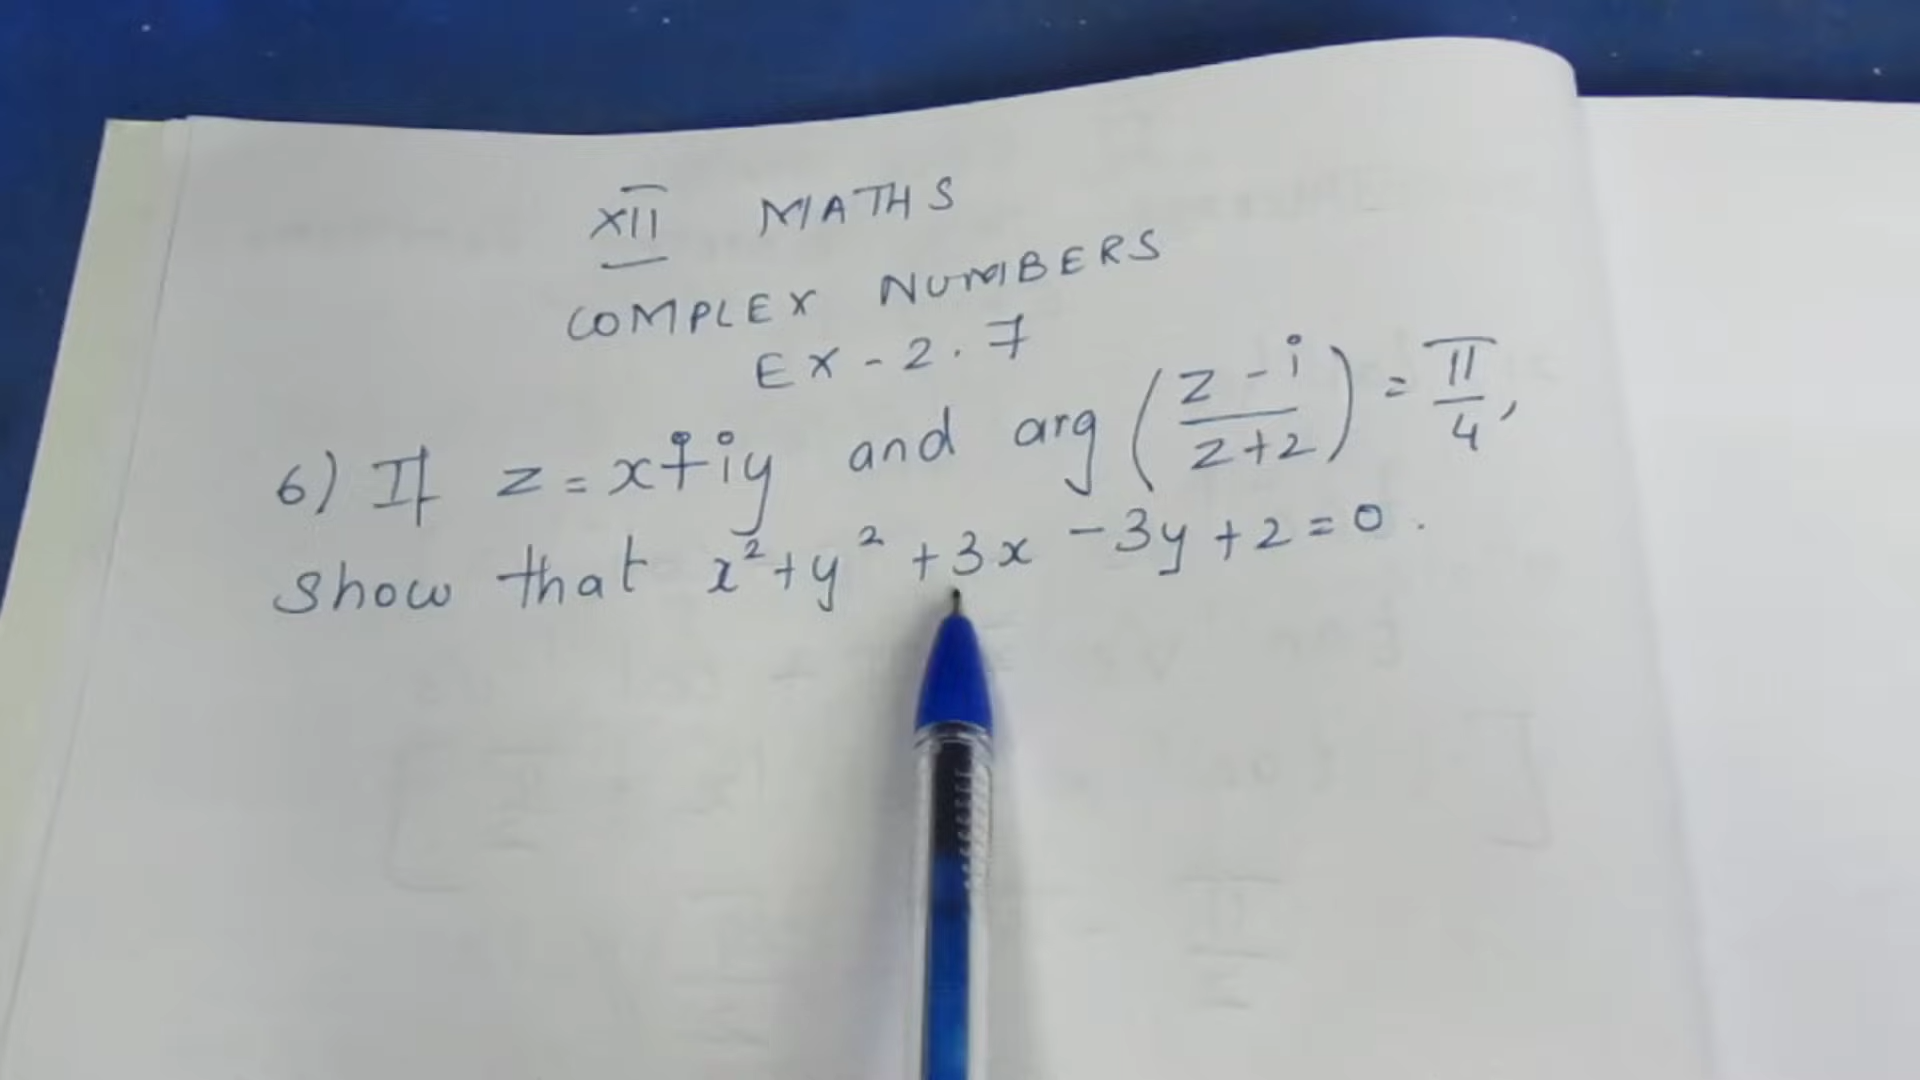 XII MATHS
COMPLEX NUMBERS
EX - 2.7
6) If z = x + iy and arg ( z - i / z + 2 ) = π / 4 ,
show that x² + y² + 3x - 3y + 2 = 0 .